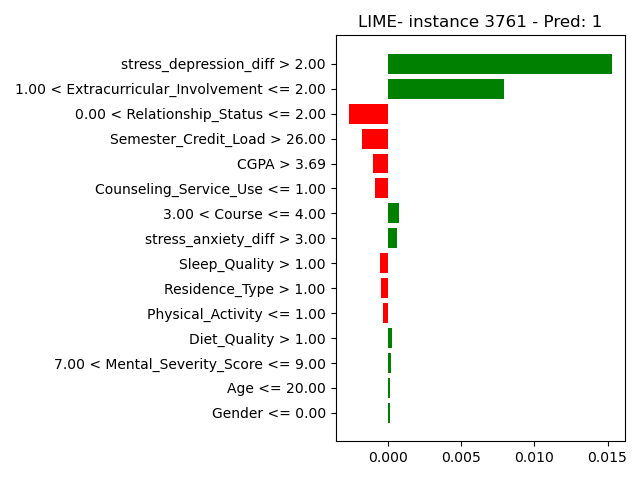 LIME- instance 3761 - Pred: 1
stress_depression_diff > 2.00
1.00 < Extracurricular_Involvement <= 2.00
0.00 < Relationship_Status <= 2.00
Semester_Credit_Load > 26.00
CGPA > 3.69
Counseling_Service_Use <= 1.00
3.00 < Course <= 4.00
stress_anxiety_diff > 3.00
Sleep_Quality > 1.00
Residence_Type > 1.00
Physical_Activity <= 1.00
Diet_Quality > 1.00
7.00 < Mental_Severity_Score <= 9.00
Age <= 20.00
Gender <= 0.00
0.000 0.005 0.010 0.015